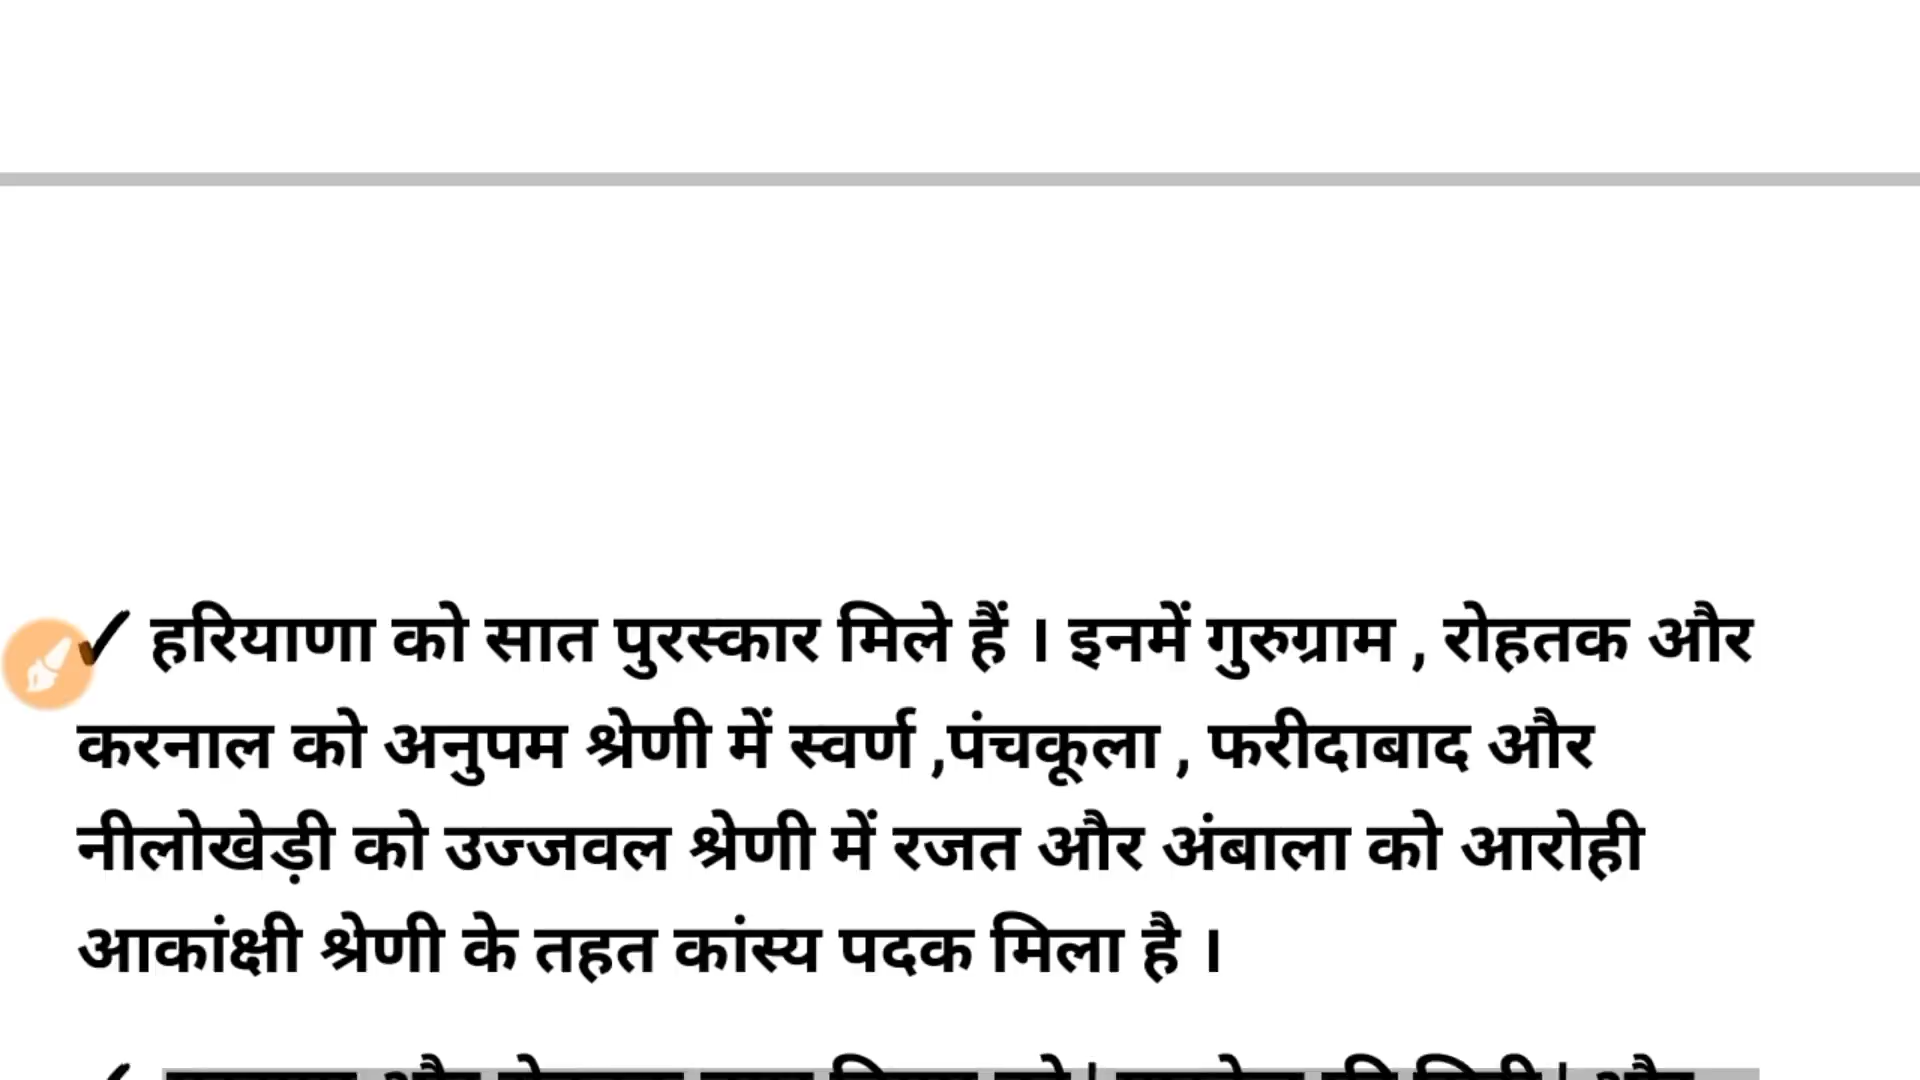 ✓ हरियाणा को सात पुरस्कार मिले हैं । इनमें गुरुग्राम , रोहतक और
करनाल को अनुपम श्रेणी में स्वर्ण ,पंचकूला , फरीदाबाद और
नीलोखेड़ी को उज्जवल श्रेणी में रजत और अंबाला को आरोही
आकांक्षी श्रेणी के तहत कांस्य पदक मिला है ।